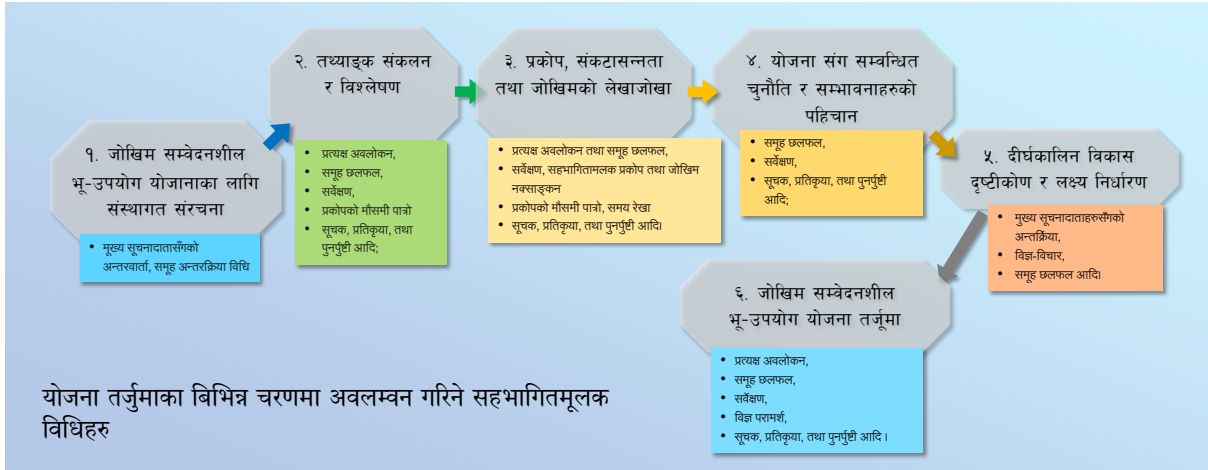 १. जोखिम सम्वेदनशील
भू-उपयोग योजानाका लागि
संस्थागत संरचना
• मूख्य सूचनादातासँगको
अन्तरवार्ता, समूह अन्तरक्रिया विधि
२. तथ्याङ्क संकलन
र विश्लेषण
• प्रत्यक्ष अवलोकन,
• समूह छलफल,
• सर्वेक्षण,
• प्रकोपको मौसमी पात्रो
• सूचक, प्रतिकृया, तथा
पुनर्पुष्टी आदि;
३. प्रकोप, संकटासन्नता
तथा जोखिमको लेखाजोखा
• प्रत्यक्ष अवलोकन तथा समूह छलफल,
• सर्वेक्षण, सहभागितामलक प्रकोप तथा जोखिम
नक्साङ्कन
• प्रकोपको मौसमी पात्रो, समय रेखा
• सूचक, प्रतिकृया, तथा पुनर्पुष्टी आदि।
४. योजना संग सम्वन्धित
चुनौति र सम्भावनाहरुको
पहिचान
• समूह छलफल,
• सर्वेक्षण,
• सूचक, प्रतिकृया, तथा पुनर्पुष्टी
आदि;
५. दीर्घकालिन विकास
दृष्टीकोण र लक्ष्य निर्धारण
• मुख्य सूचनादाताहरुसँगको
अन्तर्क्रिया,
• विज्ञ-विचार,
• समूह छलफल आदि।
६. जोखिम सम्वेदनशील
भू-उपयोग योजना तर्जूमा
• प्रत्यक्ष अवलोकन,
• समूह छलफल,
• सर्वेक्षण,
• विज्ञ परामर्श,
• सूचक, प्रतिकृया, तथा पुनर्पुष्टी आदि ।
योजना तर्जुमाका बिभिन्न चरणमा अवलम्वन गरिने सहभागितमूलक
विधिहरु